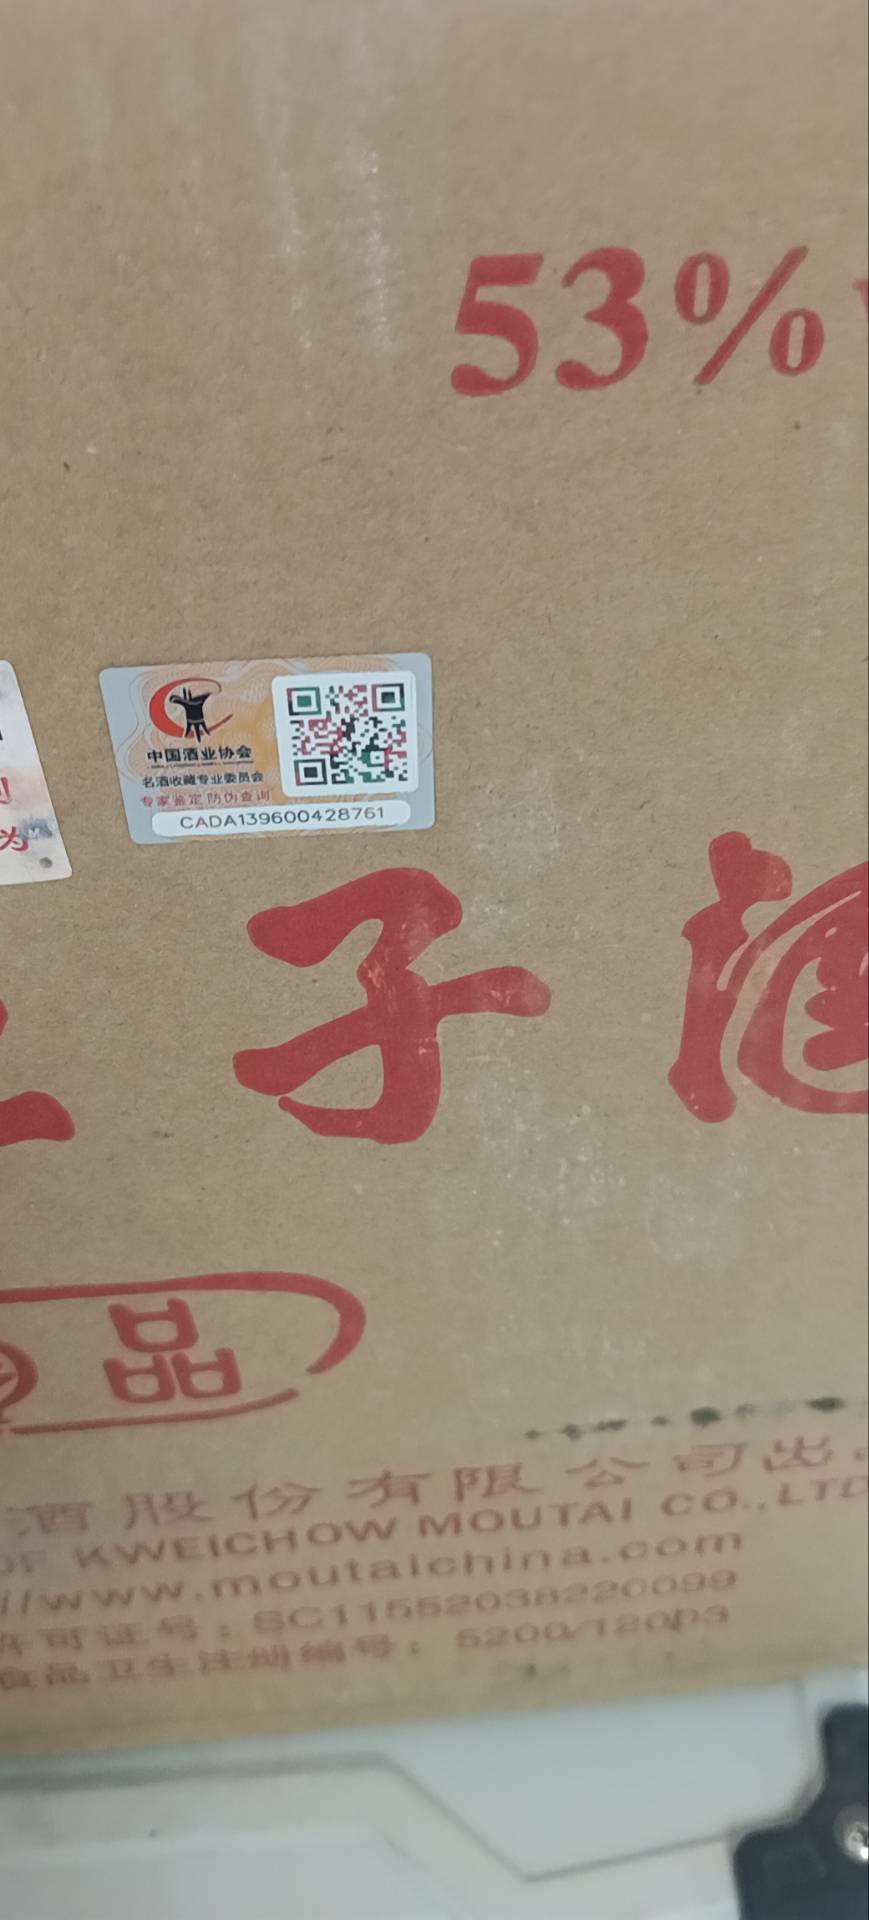 53%
中国酒业协会
名酒收藏专业委员会
专家鉴定 防伪查询
CADA139600428761
为
子 酒
品
酒股份有限公司出
OF KWEICHOW MOUTAI CO.,LTD
//www.moutaichina.com
许可证号：SC11552038220099
食品卫生注册编号：5200/120p3